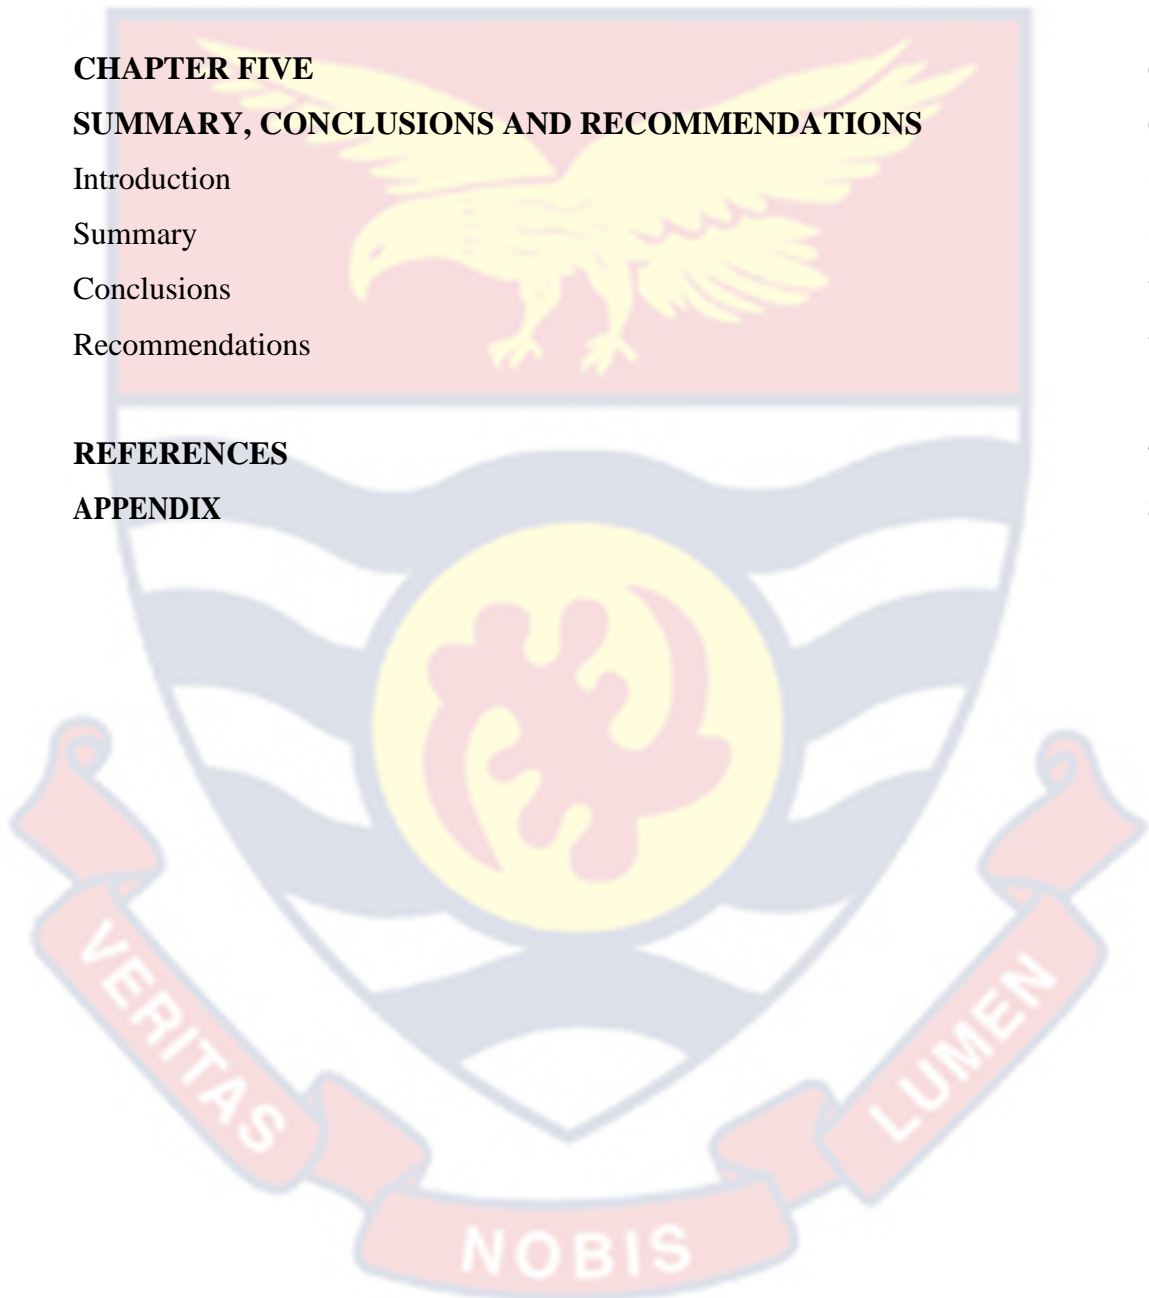 CHAPTER FIVE
SUMMARY, CONCLUSIONS AND RECOMMENDATIONS
Introduction
Summary
Conclusions
Recommendations
REFERENCES
APPENDIX
VERITAS
NOBIS
LUMEN